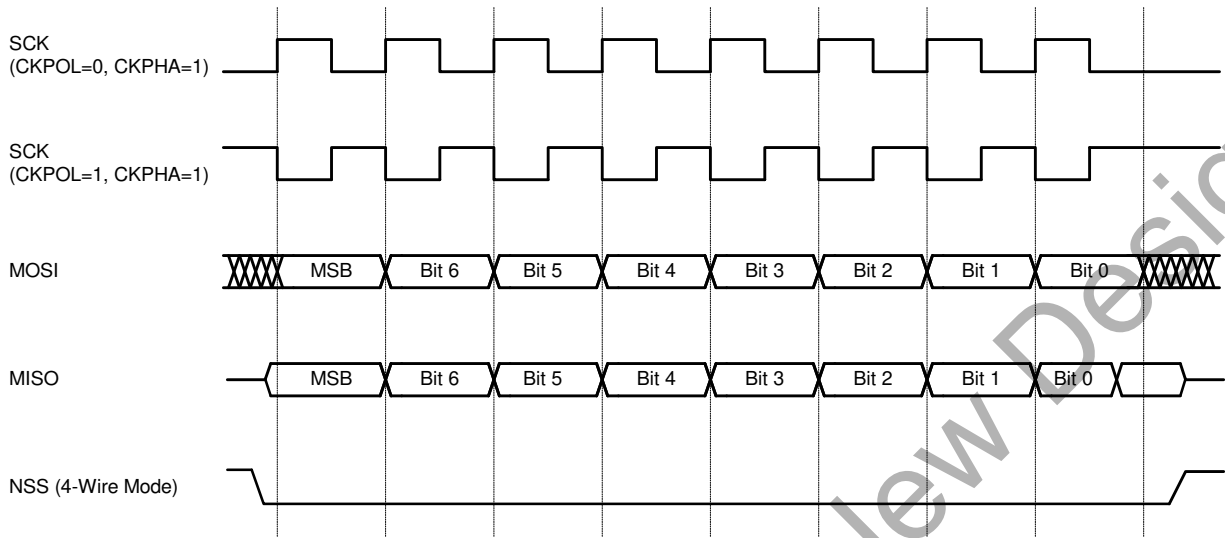 SCK
(CKPOL=0, CKPHA=1)
SCK
(CKPOL=1, CKPHA=1)
MOSI
MSB Bit 6 Bit 5 Bit 4 Bit 3 Bit 2 Bit 1 Bit 0
MISO
MSB Bit 6 Bit 5 Bit 4 Bit 3 Bit 2 Bit 1 Bit 0
NSS (4-Wire Mode)